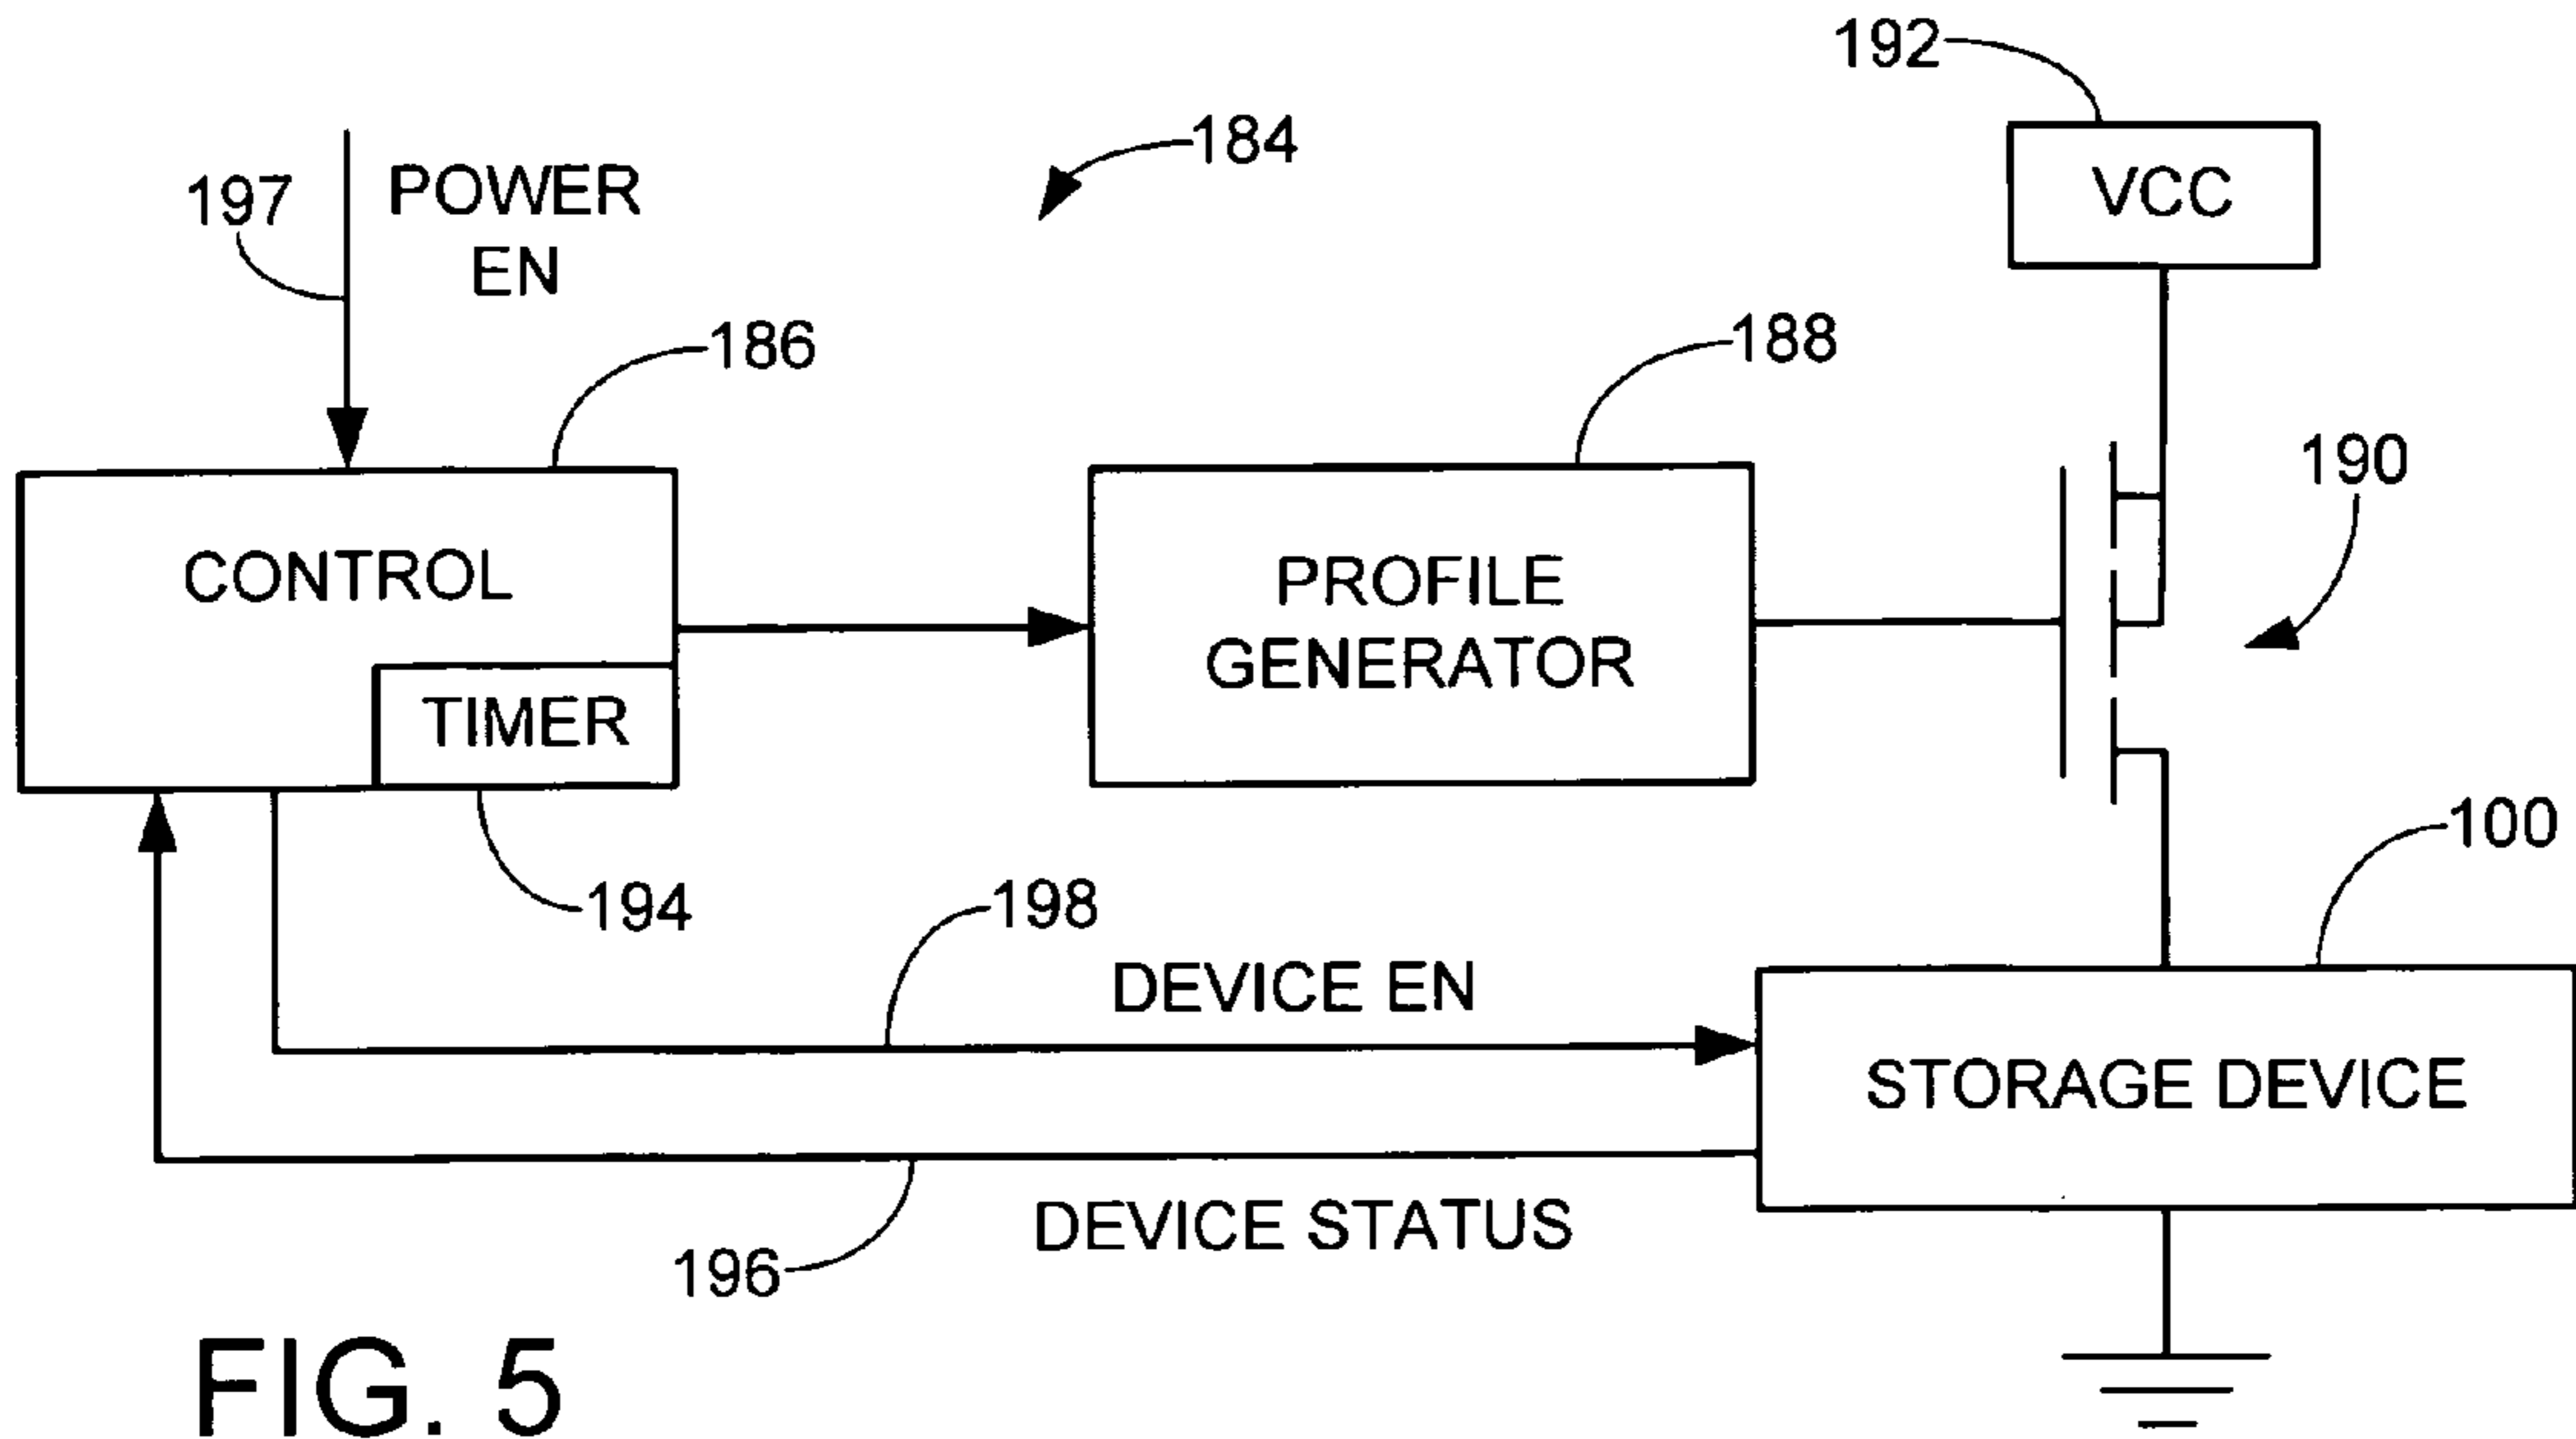 192
184
VCC
197
POWER
EN
186
188
190
CONTROL
PROFILE
GENERATOR
TIMER
100
194
198
DEVICE EN
STORAGE DEVICE
DEVICE STATUS
196
FIG. 5